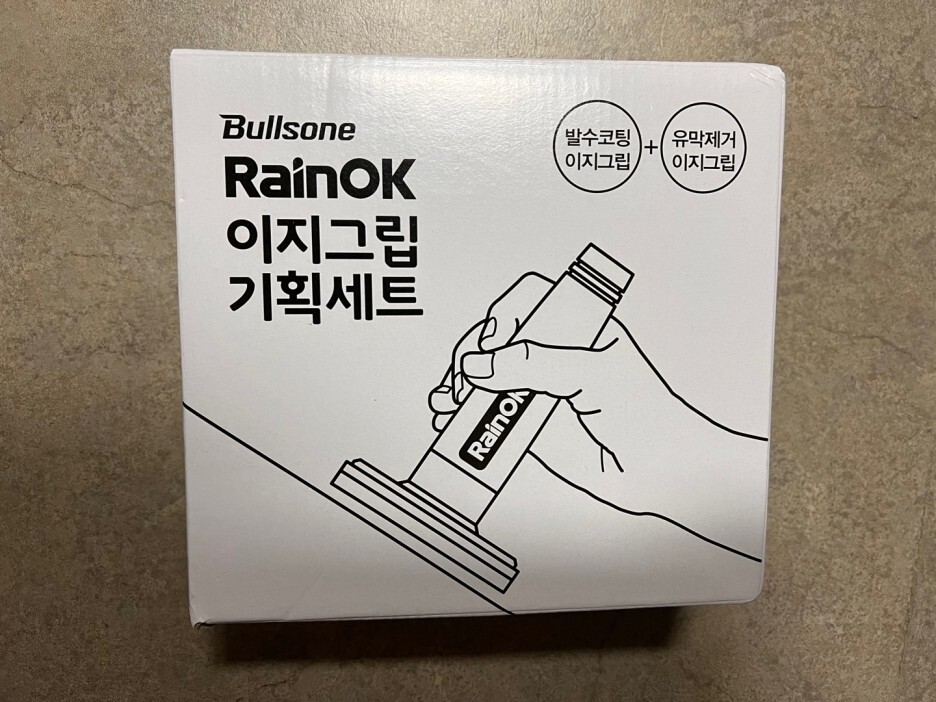 Bullsone
RainOK
이지그립
기획세트
발수코팅
이지그립
+
유막제거
이지그립
RainOK